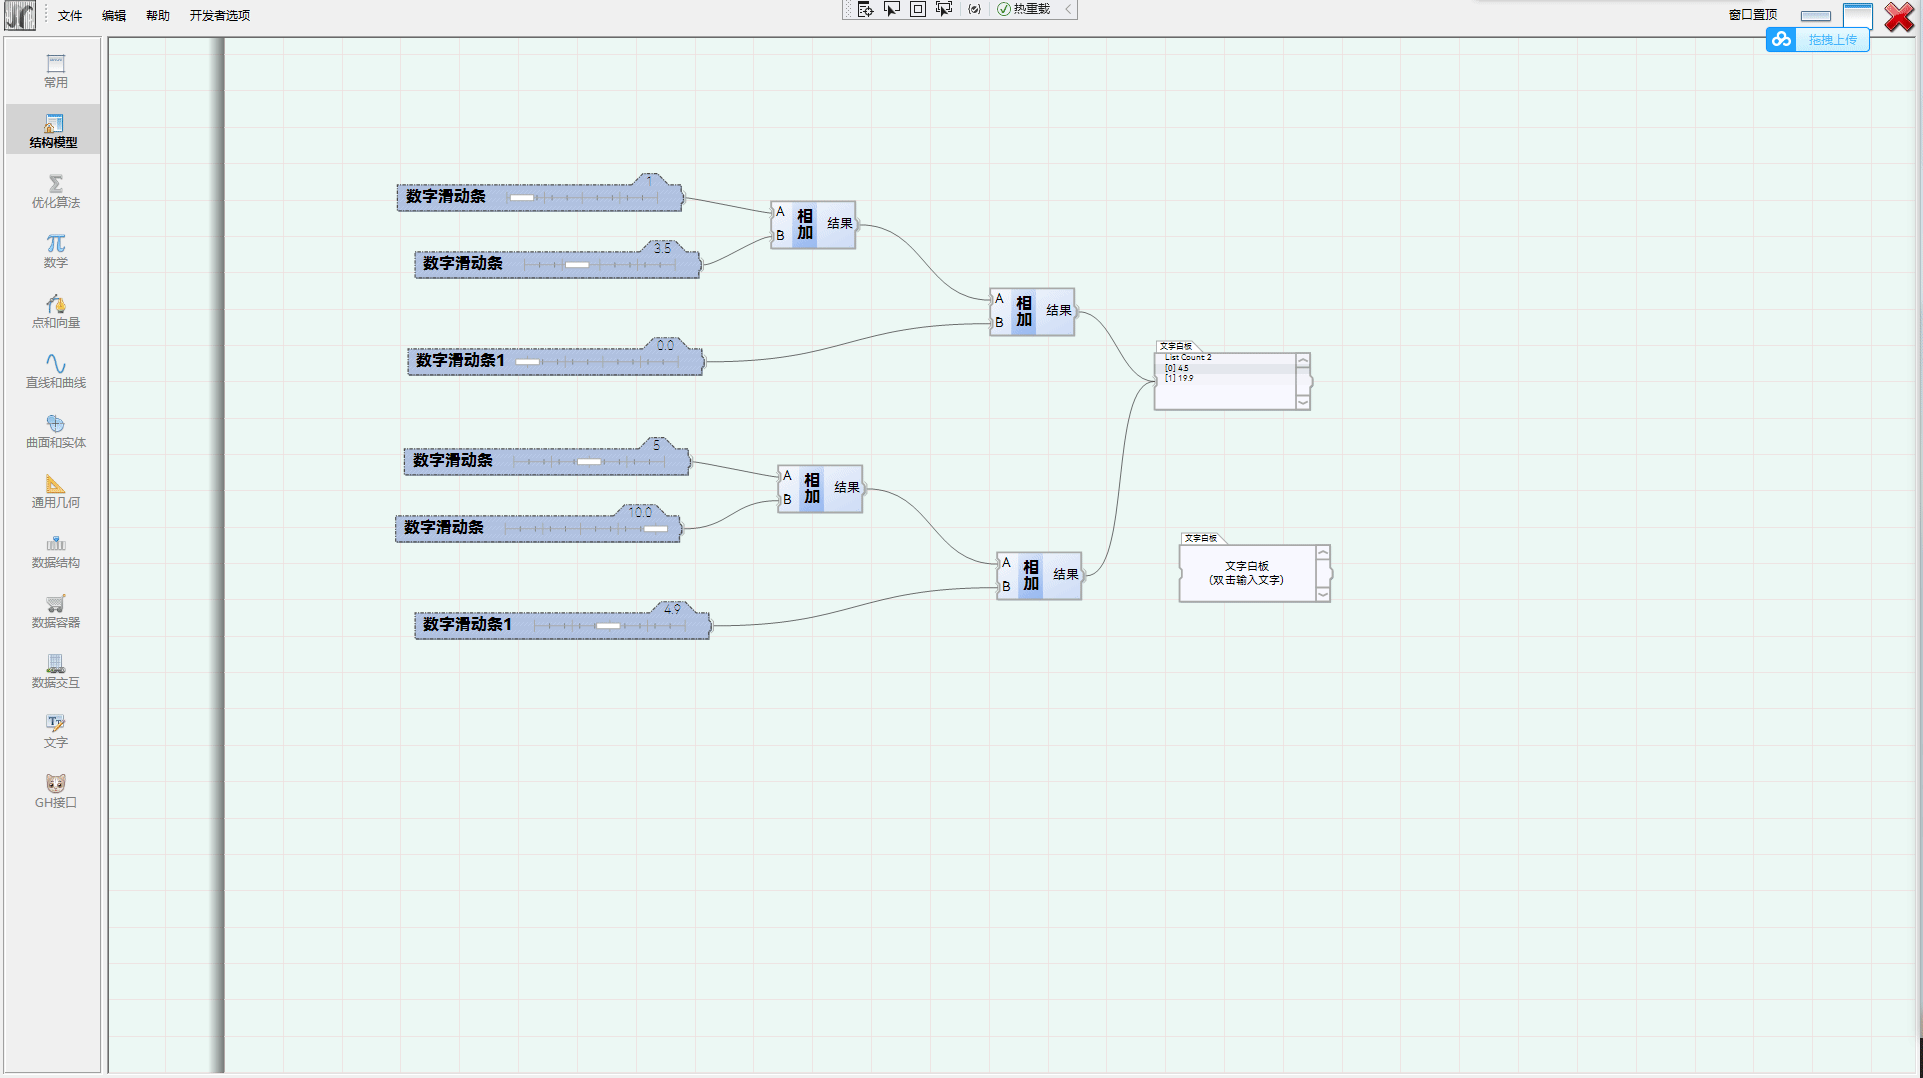 文件 编辑 帮助 开发者选项
热重载
窗口置顶
拖拽上传
常用
结构模型
优化算法
数学
点和向量
直线和曲线
曲面和实体
通用几何
数据结构
数据容器
数据交互
文字
GH接口
数字滑动条 1
数字滑动条 3.5
A 相加 结果
B
数字滑动条1 0.0
A 相加 结果
B
文字白板
List Count 2
[0] 4.5
[1] 19.9
数字滑动条 5
数字滑动条 10.0
A 相加 结果
B
数字滑动条1 4.9
A 相加 结果
B
文字白板
文字白板
(双击输入文字)